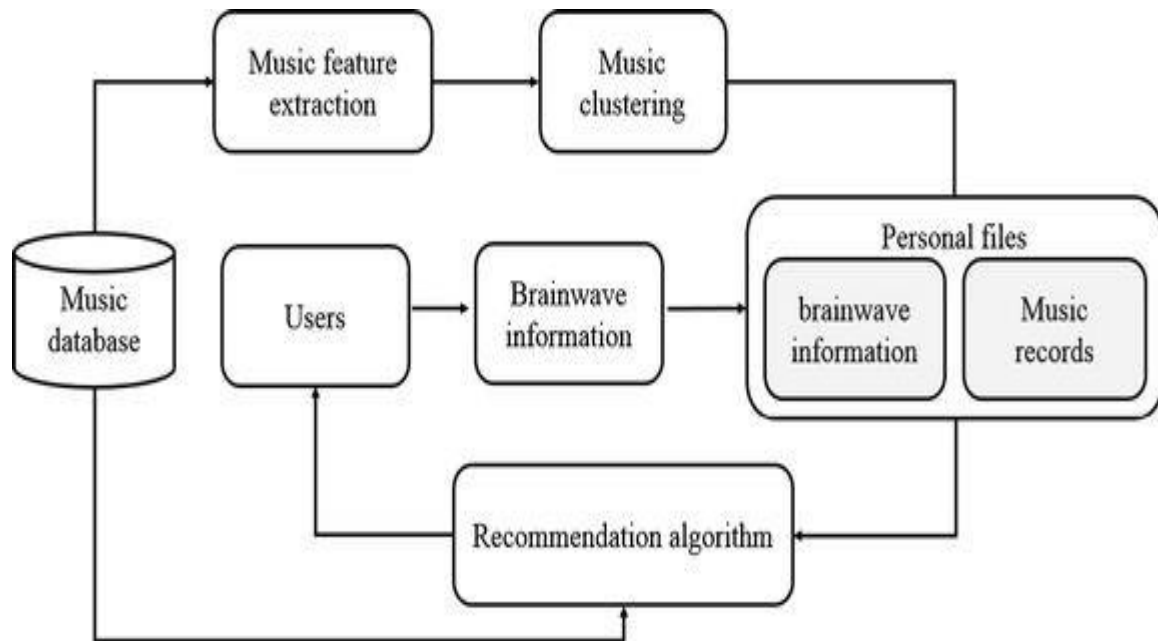 Music feature
extraction
Music
clustering
Music
database
Users
Brainwave
information
Personal files
brainwave
information
Music
records
Recommendation algorithm